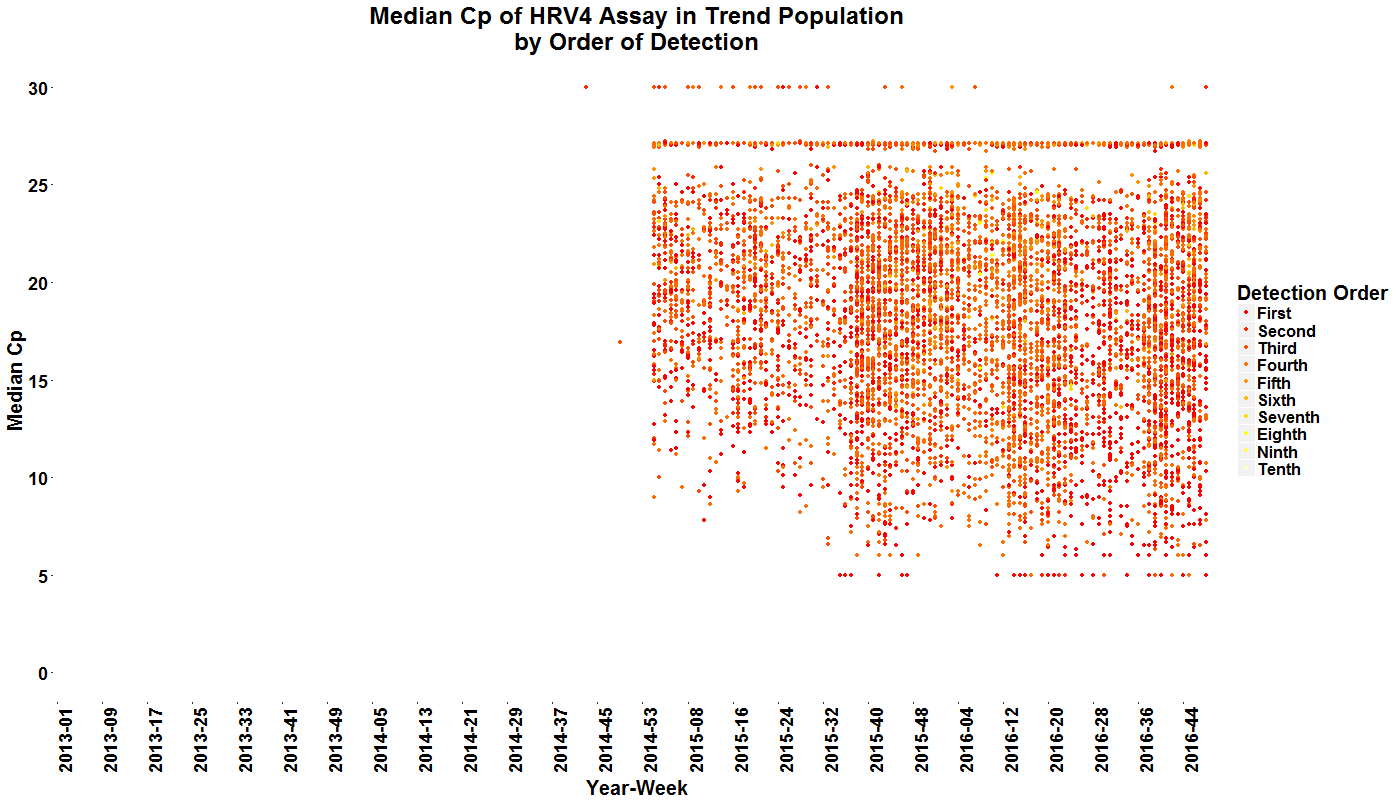 Median Cp of HRV4 Assay in Trend Population
by Order of Detection
30
25
20
15
10
5
0
Median Cp
2013-01
2013-09
2013-17
2013-25
2013-33
2013-41
2013-49
2014-05
2014-13
2014-21
2014-29
2014-37
2014-45
2014-53
2015-08
2015-16
2015-24
2015-32
2015-40
2015-48
2016-04
2016-12
2016-20
2016-28
2016-36
2016-44
Year-Week
Detection Order
First
Second
Third
Fourth
Fifth
Sixth
Seventh
Eighth
Ninth
Tenth